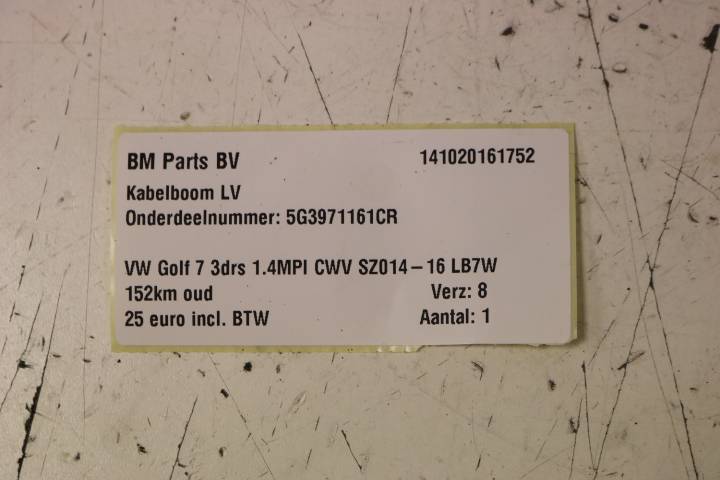 BM Parts BV 141020161752
Kabelboom LV
Onderdeelnummer: 5G3971161CR
VW Golf 7 3drs 1.4MPI CWV SZ014-16 LB7W
152km oud Verz: 8
25 euro incl. BTW Aantal: 1